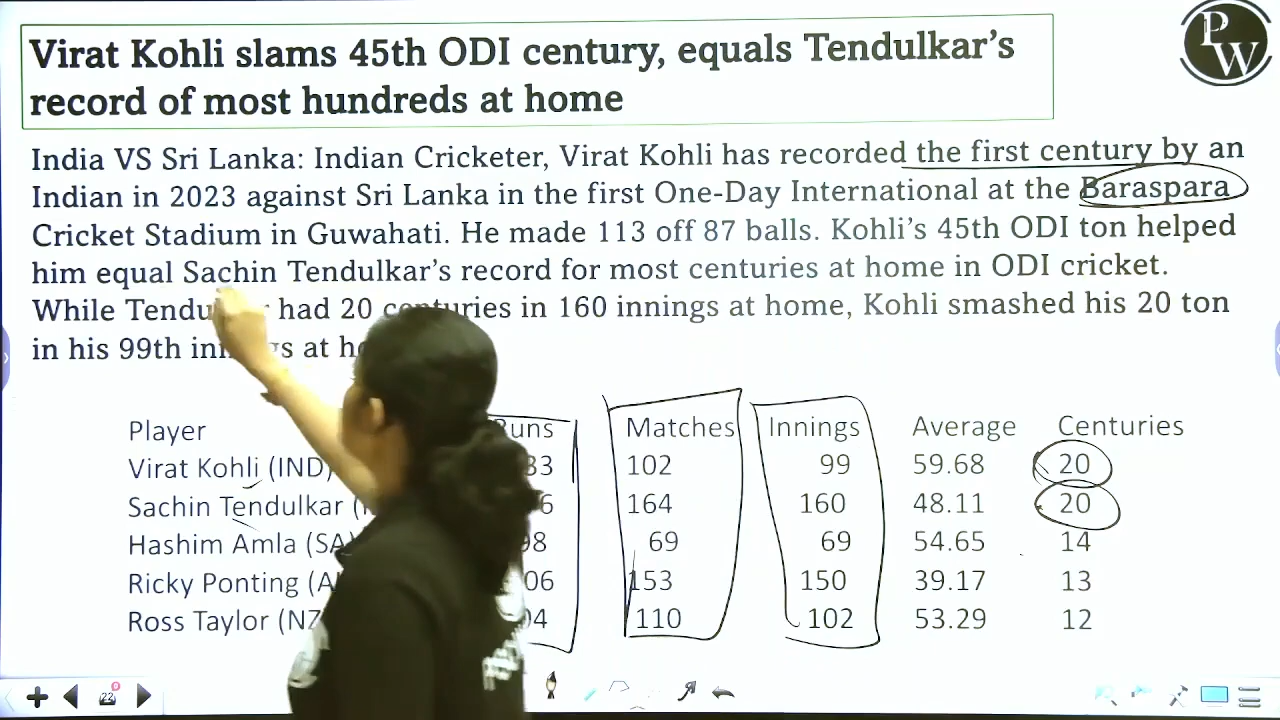 Virat Kohli slams 45th ODI century, equals Tendulkar's
record of most hundreds at home
PW
India VS Sri Lanka: Indian Cricketer, Virat Kohli has recorded the first century by an
Indian in 2023 against Sri Lanka in the first One-Day International at the Baraspara
Cricket Stadium in Guwahati. He made 113 off 87 balls. Kohli's 45th ODI ton helped
him equal Sachin Tendulkar's record for most centuries at home in ODI cricket.
While had 20 centuries in 160 innings at home, Kohli smashed his 20 ton
in his 99th at
Player Runs Matches Innings Average Centuries
Virat Kohli (IND) 102 99 59.68 20
Sachin Tendulkar 164 160 48.11 20
Hashim Amla (SA) 69 69 54.65 14
Ricky Ponting 153 150 39.17 13
Ross Taylor (NZ 110 102 53.29 12
22